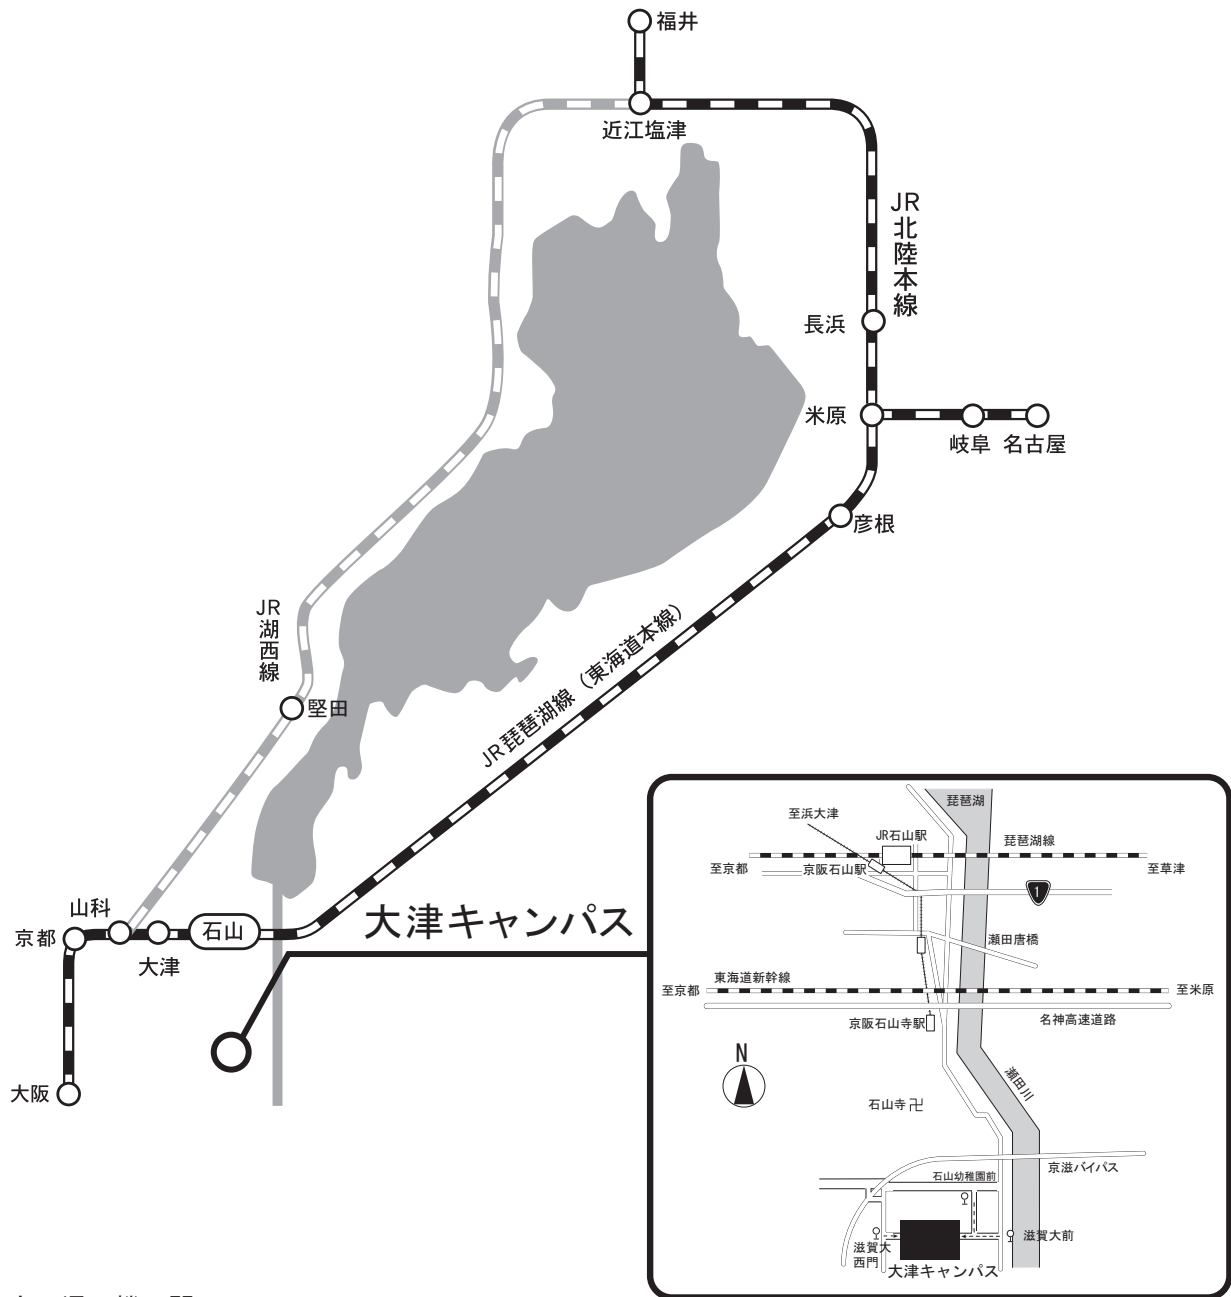 福井
近江塩津
JR北陸本線
長浜
米原
岐阜
名古屋
彦根
JR琵琶湖線（東海道本線）
JR湖西線
堅田
山科
京都
大津
石山
大阪
大津キャンパス
琵琶湖
至浜大津
JR石山駅
琵琶湖線
至京都
京阪石山駅
至草津
1
瀬田唐橋
東海道新幹線
至京都
至米原
京阪石山寺駅
名神高速道路
N
瀬田川
石山寺卍
京滋バイパス
石山幼稚園前
滋賀大
西門
滋賀大前
大津キャンパス